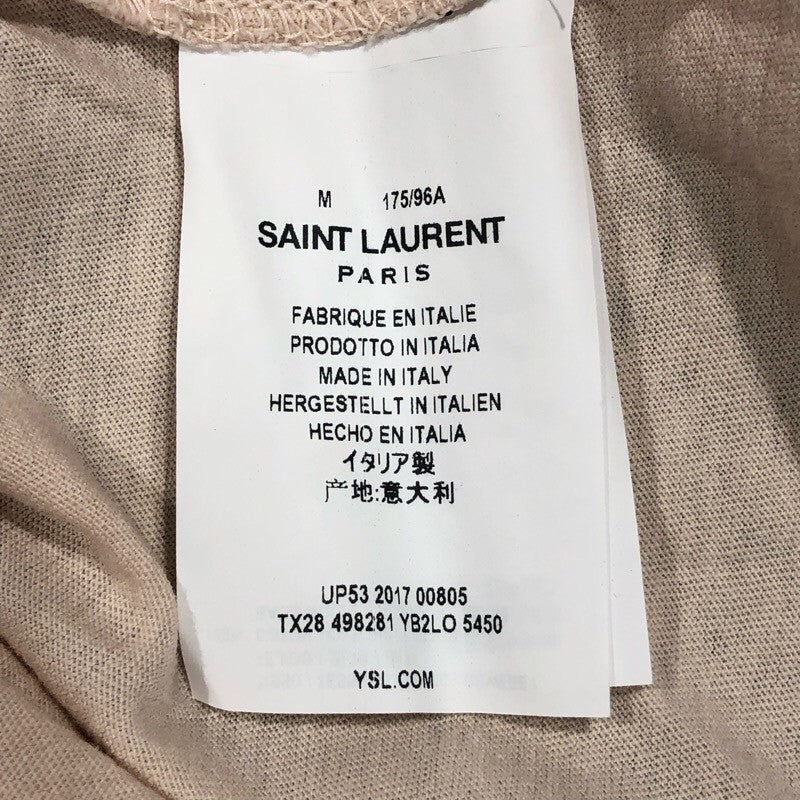 M 175/96A
SAINT LAURENT
PARIS
FABRIQUE EN ITALIE
PRODOTTO IN ITALIA
MADE IN ITALY
HERGESTELLT IN ITALIEN
HECHO EN ITALIA
イタリア製
产地:意大利
UP53 2017 00805
TX28 498281 YB2LO 5450
YSL.COM